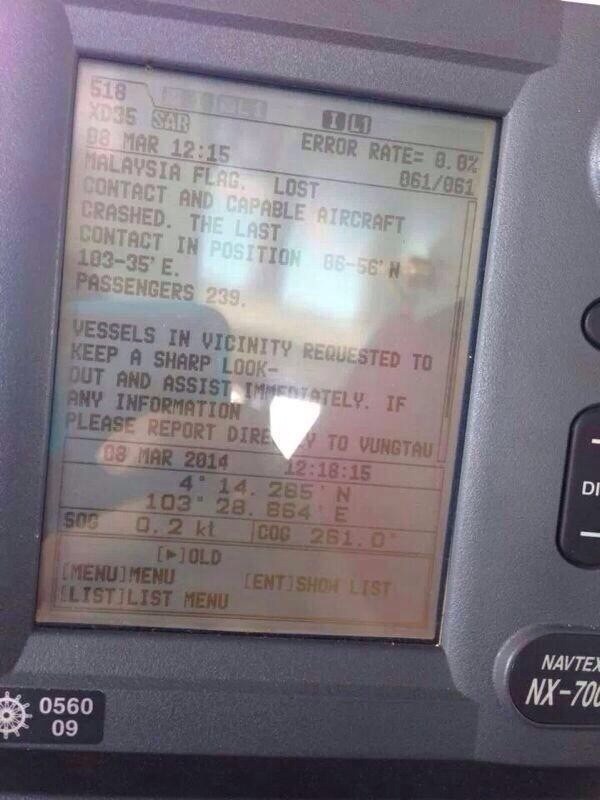 518
I L1
XD35 SAR
ERROR RATE= 0.0%
08 MAR 12:15
061/061
MALAYSIA FLAG. LOST
CONTACT AND CAPABLE AIRCRAFT
CRASHED. THE LAST
CONTACT IN POSITION 06-56' N
103-35' E.
PASSENGERS 239.
VESSELS IN VICINITY REQUESTED TO
KEEP A SHARP LOOK-
OUT AND ASSIST IMMEDIATELY. IF
ANY INFORMATION
PLEASE REPORT DIRE Y TO VUNGTAU
08 MAR 2014 12:18:15
4° 14. 265' N
103° 28. 864' E
SOG 0.2 kt COG 261.0°
[▶]OLD
[MENU]MENU [ENT]SHOW LIST
[LIST]LIST MENU
DI
NAVTEX
NX-700
0560
09